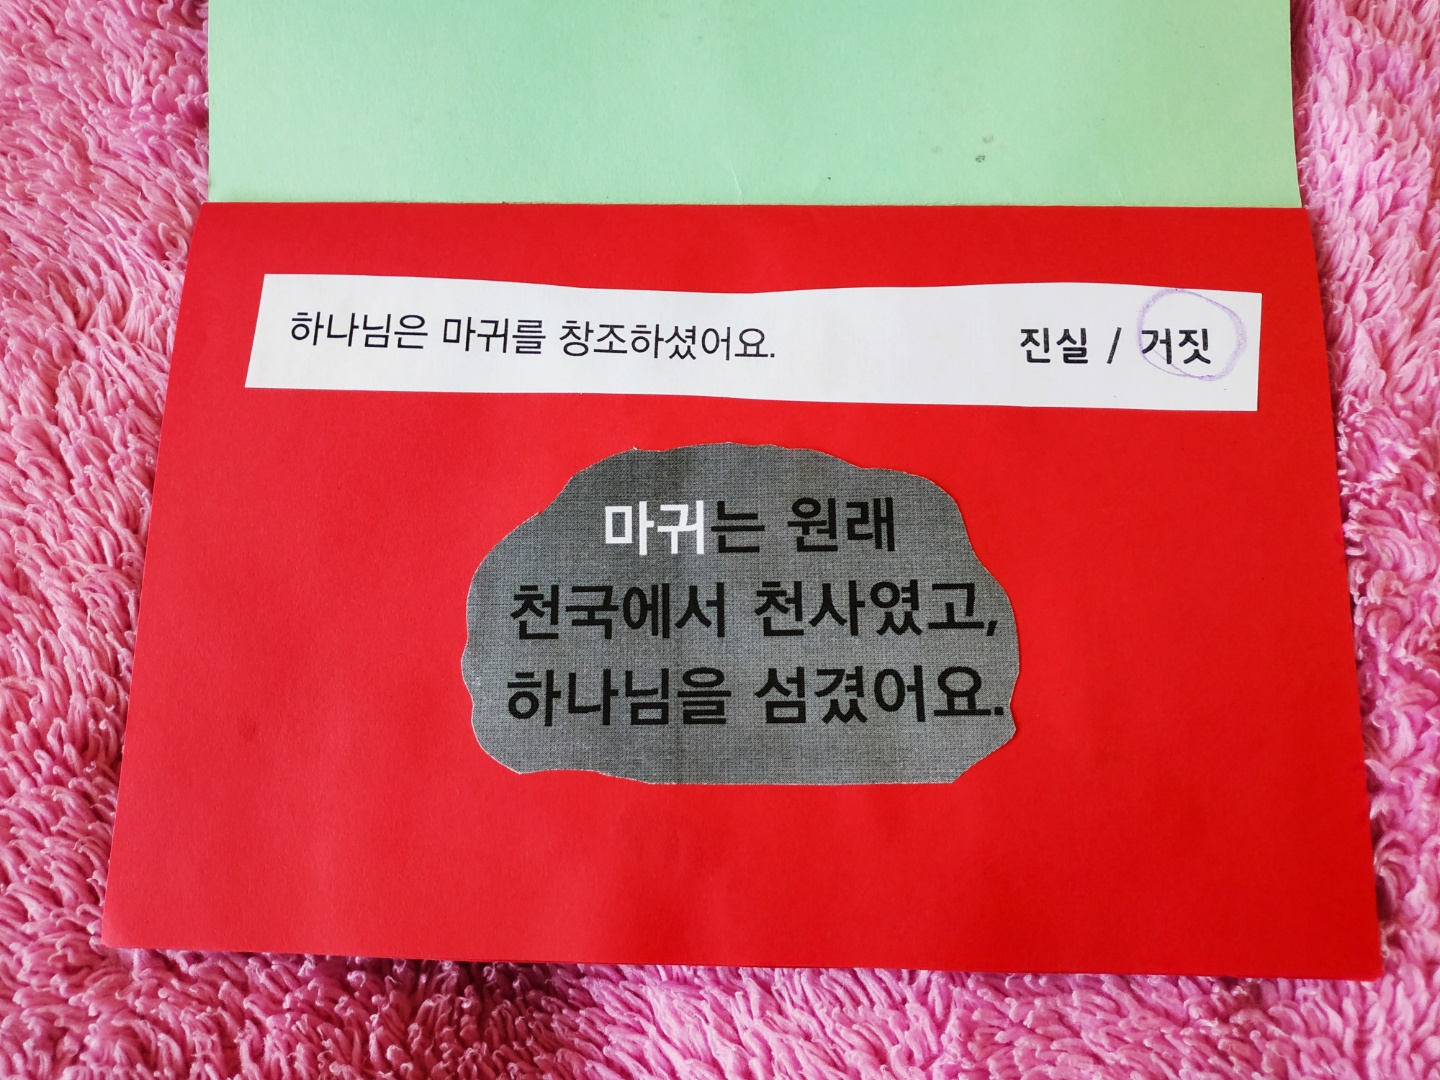 하나님은 마귀를 창조하셨어요. 진실 / 거짓
마귀는 원래
천국에서 천사였고,
하나님을 섬겼어요.